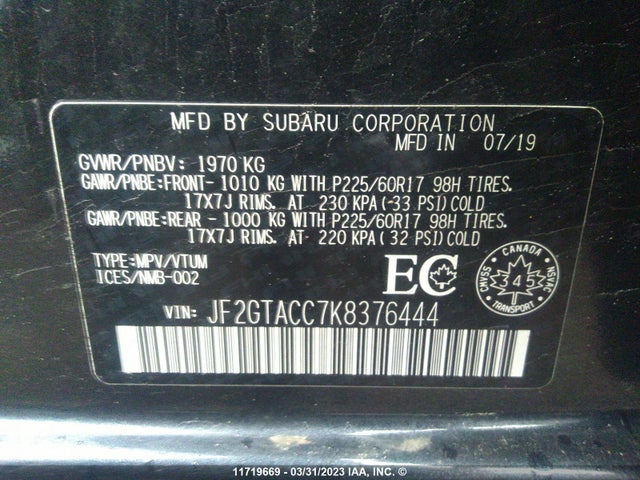 MFD BY SUBARU CORPORATION
MFD IN 07/19
GVWR/PNBV: 1970 KG
GAWR/PNBE:FRONT- 1010 KG WITH P225/60R17 98H TIRES.
17X7J RIMS. AT 230 KPA(-33 PSI)COLD
GAWR/PNBE:REAR - 1000 KG WITH P225/60R17 98H TIRES.
17X7J RIMS. AT 220 KPA( 32 PSI)COLD
TYPE:MPV/VTUM
ICES/NMB-002
EC
CANADA
SVASC NSVAC
345
TRANSPORT
VIN: JF2GTACC7K8376444
11719669 - 03/31/2023 IAA, INC. ©